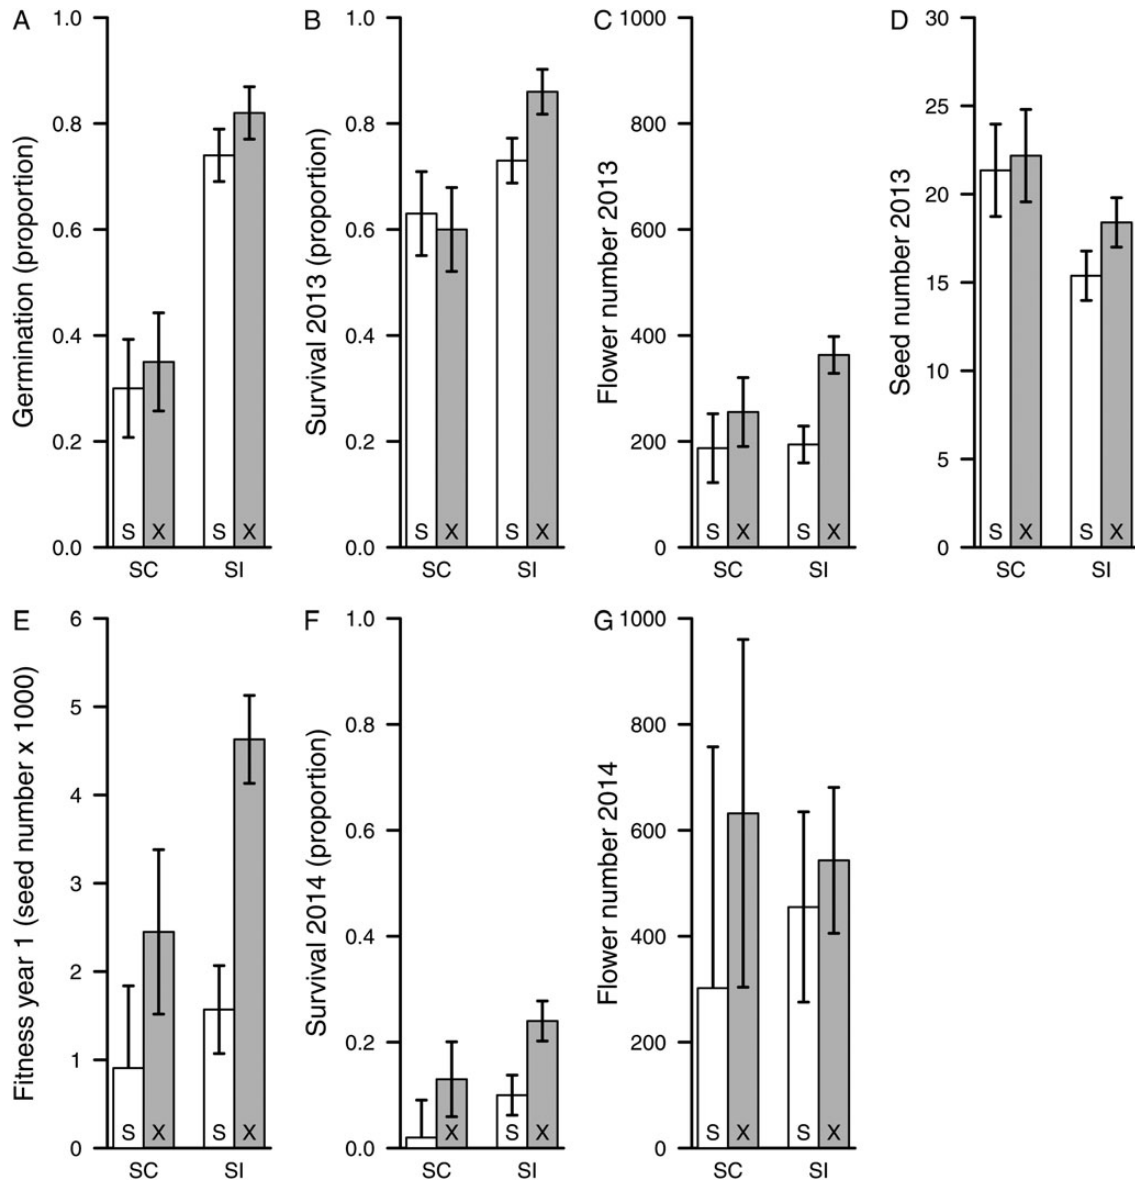 A
Germination (proportion)
1.0
0.8
0.6
0.4
0.2
0.0
S X S X
SC SI
B
Survival 2013 (proportion)
1.0
0.8
0.6
0.4
0.2
0.0
S X S X
SC SI
C
Flower number 2013
1000
800
600
400
200
0
S X S X
SC SI
D
Seed number 2013
30
25
20
15
10
5
0
S X S X
SC SI
E
Fitness year 1 (seed number x 1000)
6
5
4
3
2
1
0
S X S X
SC SI
F
Survival 2014 (proportion)
1.0
0.8
0.6
0.4
0.2
0.0
X S X
SC SI
G
Flower number 2014
1000
800
600
400
200
0
S X S X
SC SI